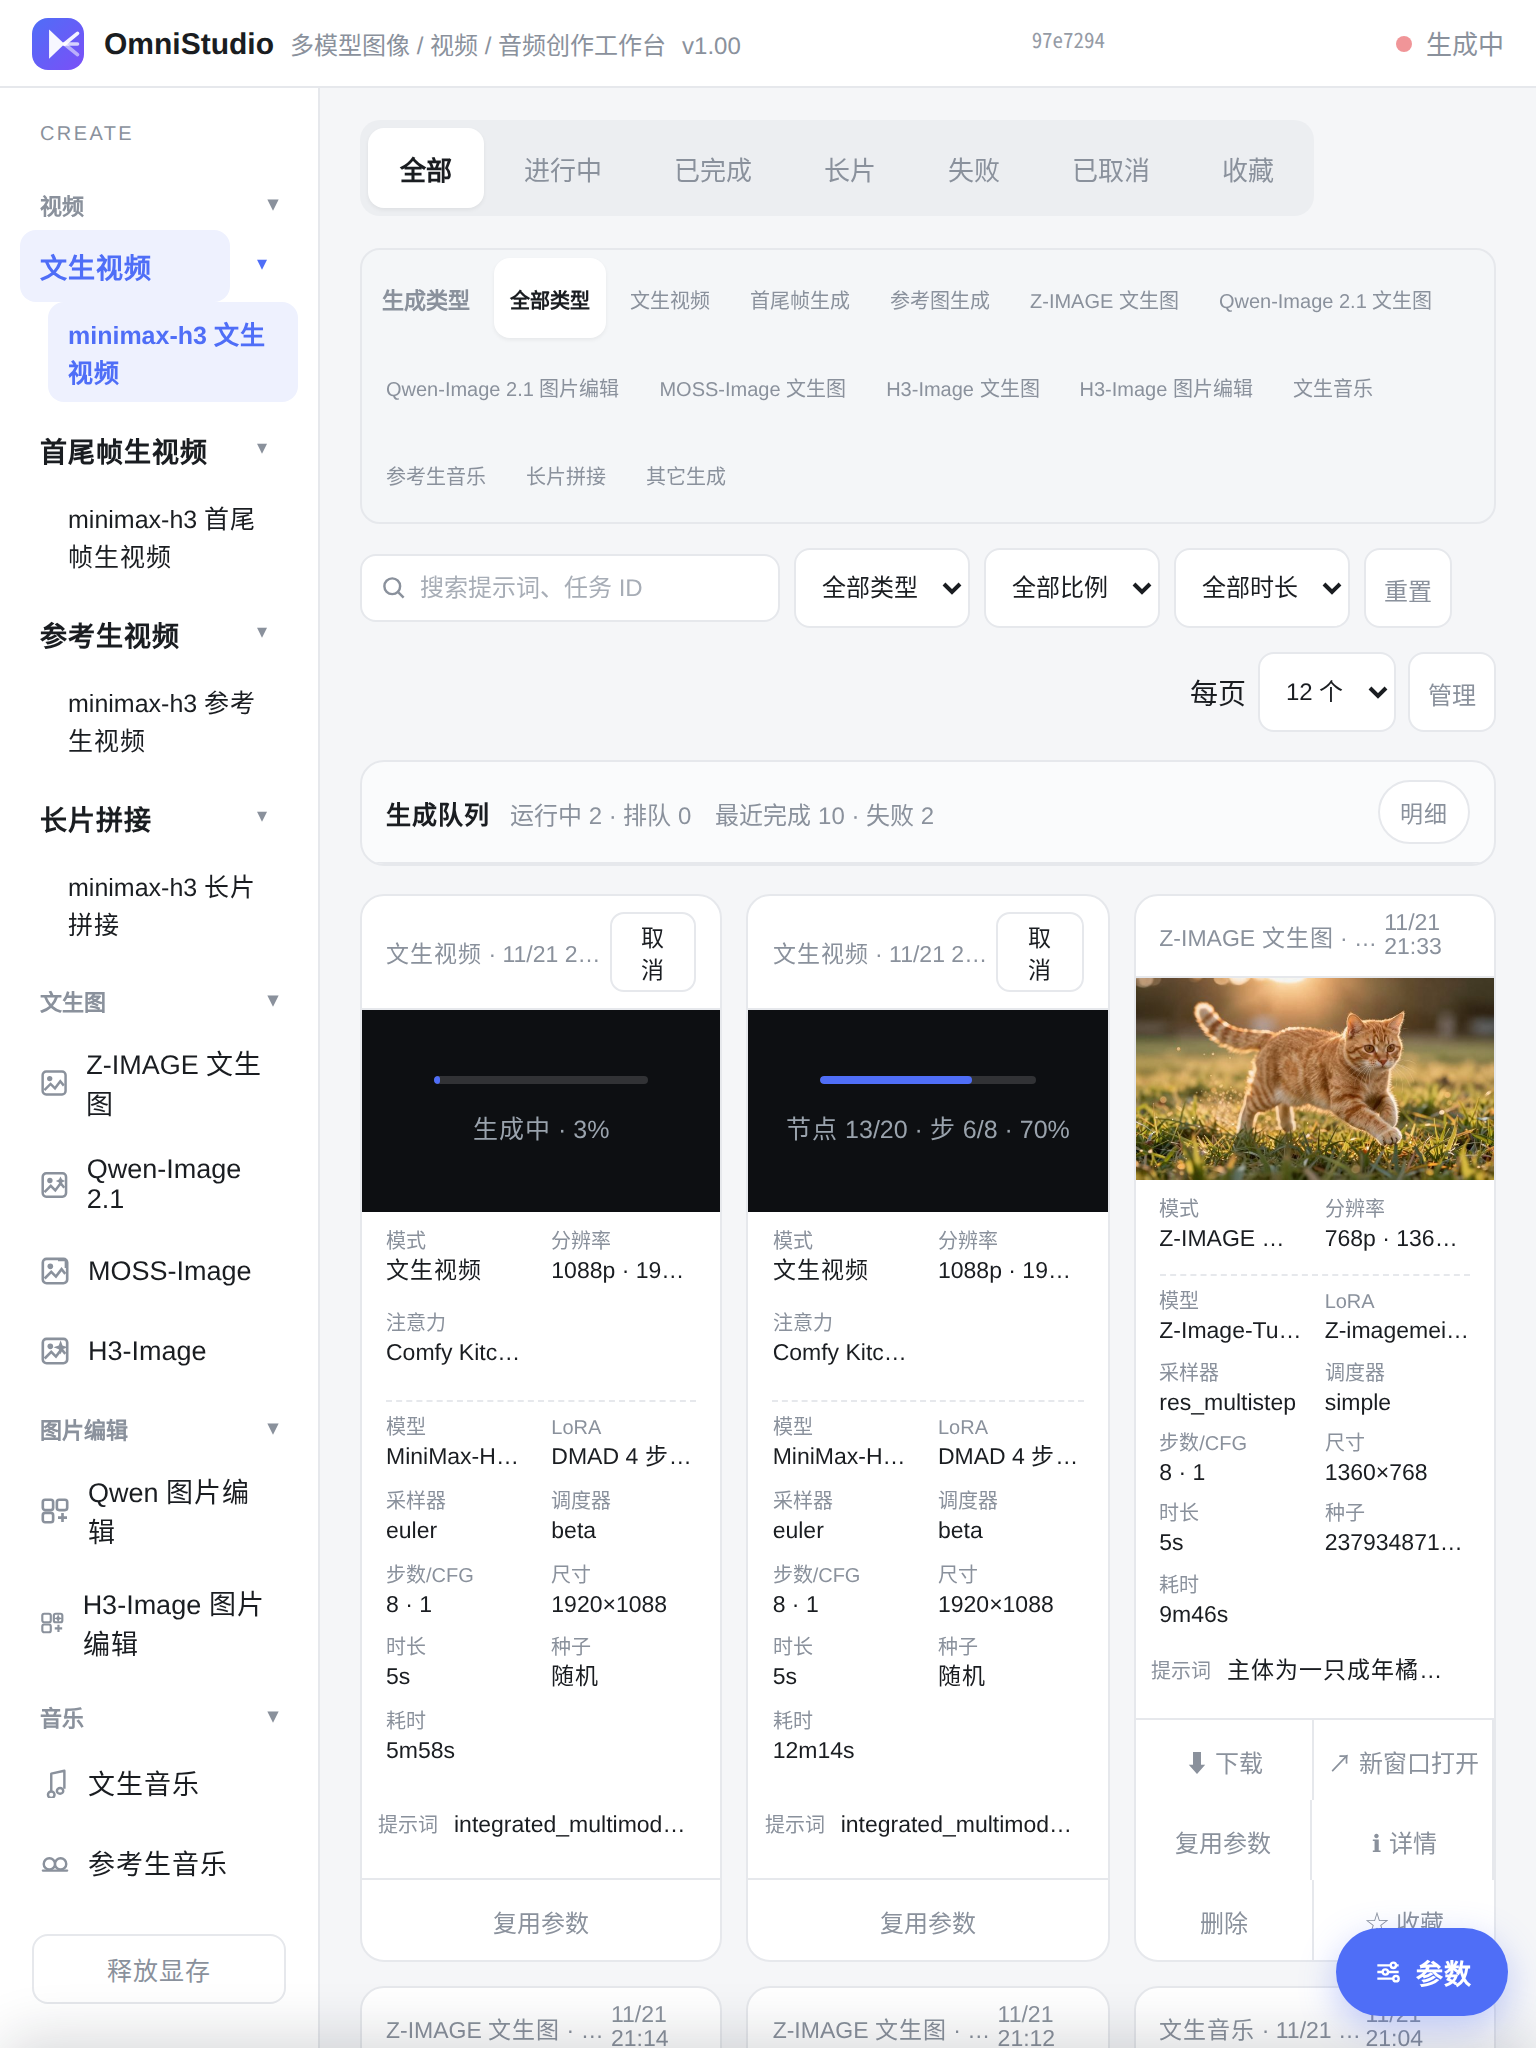 OmniStudio 多模型图像 / 视频 / 音频创作工作台 v1.00 97e7294 生成中
CREATE
视频 ▼
文生视频 ▼
minimax-h3 文生
视频
首尾帧生视频 ▼
minimax-h3 首尾
帧生视频
参考生视频 ▼
minimax-h3 参考
生视频
长片拼接 ▼
minimax-h3 长片
拼接
文生图 ▼
Z-IMAGE 文生
图
Qwen-Image
2.1
MOSS-Image
H3-Image
图片编辑 ▼
Qwen 图片编
辑
H3-Image 图片
编辑
音乐 ▼
文生音乐
参考生音乐
释放显存
全部 进行中 已完成 长片 失败 已取消 收藏
生成类型 全部类型 文生视频 首尾帧生成 参考图生成 Z-IMAGE 文生图 Qwen-Image 2.1 文生图
Qwen-Image 2.1 图片编辑 MOSS-Image 文生图 H3-Image 文生图 H3-Image 图片编辑 文生音乐
参考生音乐 长片拼接 其它生成
搜索提示词、任务 ID 全部类型 全部比例 全部时长 重置
每页 12 个 管理
生成队列 运行中 2 · 排队 0 最近完成 10 · 失败 2 明细
文生视频 · 11/21 2… 取
消
生成中 · 3%
模式 分辨率
文生视频 1088p · 19…
注意力
Comfy Kitc…
模型 LoRA
MiniMax-H… DMAD 4 步…
采样器 调度器
euler beta
步数/CFG 尺寸
8 · 1 1920×1088
时长 种子
5s 随机
耗时
5m58s
提示词 integrated_multimod…
复用参数
文生视频 · 11/21 2… 取
消
节点 13/20 · 步 6/8 · 70%
模式 分辨率
文生视频 1088p · 19…
注意力
Comfy Kitc…
模型 LoRA
MiniMax-H… DMAD 4 步…
采样器 调度器
euler beta
步数/CFG 尺寸
8 · 1 1920×1088
时长 种子
5s 随机
耗时
12m14s
提示词 integrated_multimod…
复用参数
Z-IMAGE 文生图 · … 11/21
21:33
模式 分辨率
Z-IMAGE … 768p · 136…
模型 LoRA
Z-Image-Tu… Z-imagemei…
采样器 调度器
res_multistep simple
步数/CFG 尺寸
8 · 1 1360×768
时长 种子
5s 237934871…
耗时
9m46s
提示词 主体为一只成年橘…
⬇ 下载 ↗ 新窗口打开
复用参数 ℹ 详情
删除 ☆ 收藏
参数
Z-IMAGE 文生图 · … 11/21
21:14
Z-IMAGE 文生图 · … 11/21
21:12
文生音乐 · 11/21 … 11/21
21:04